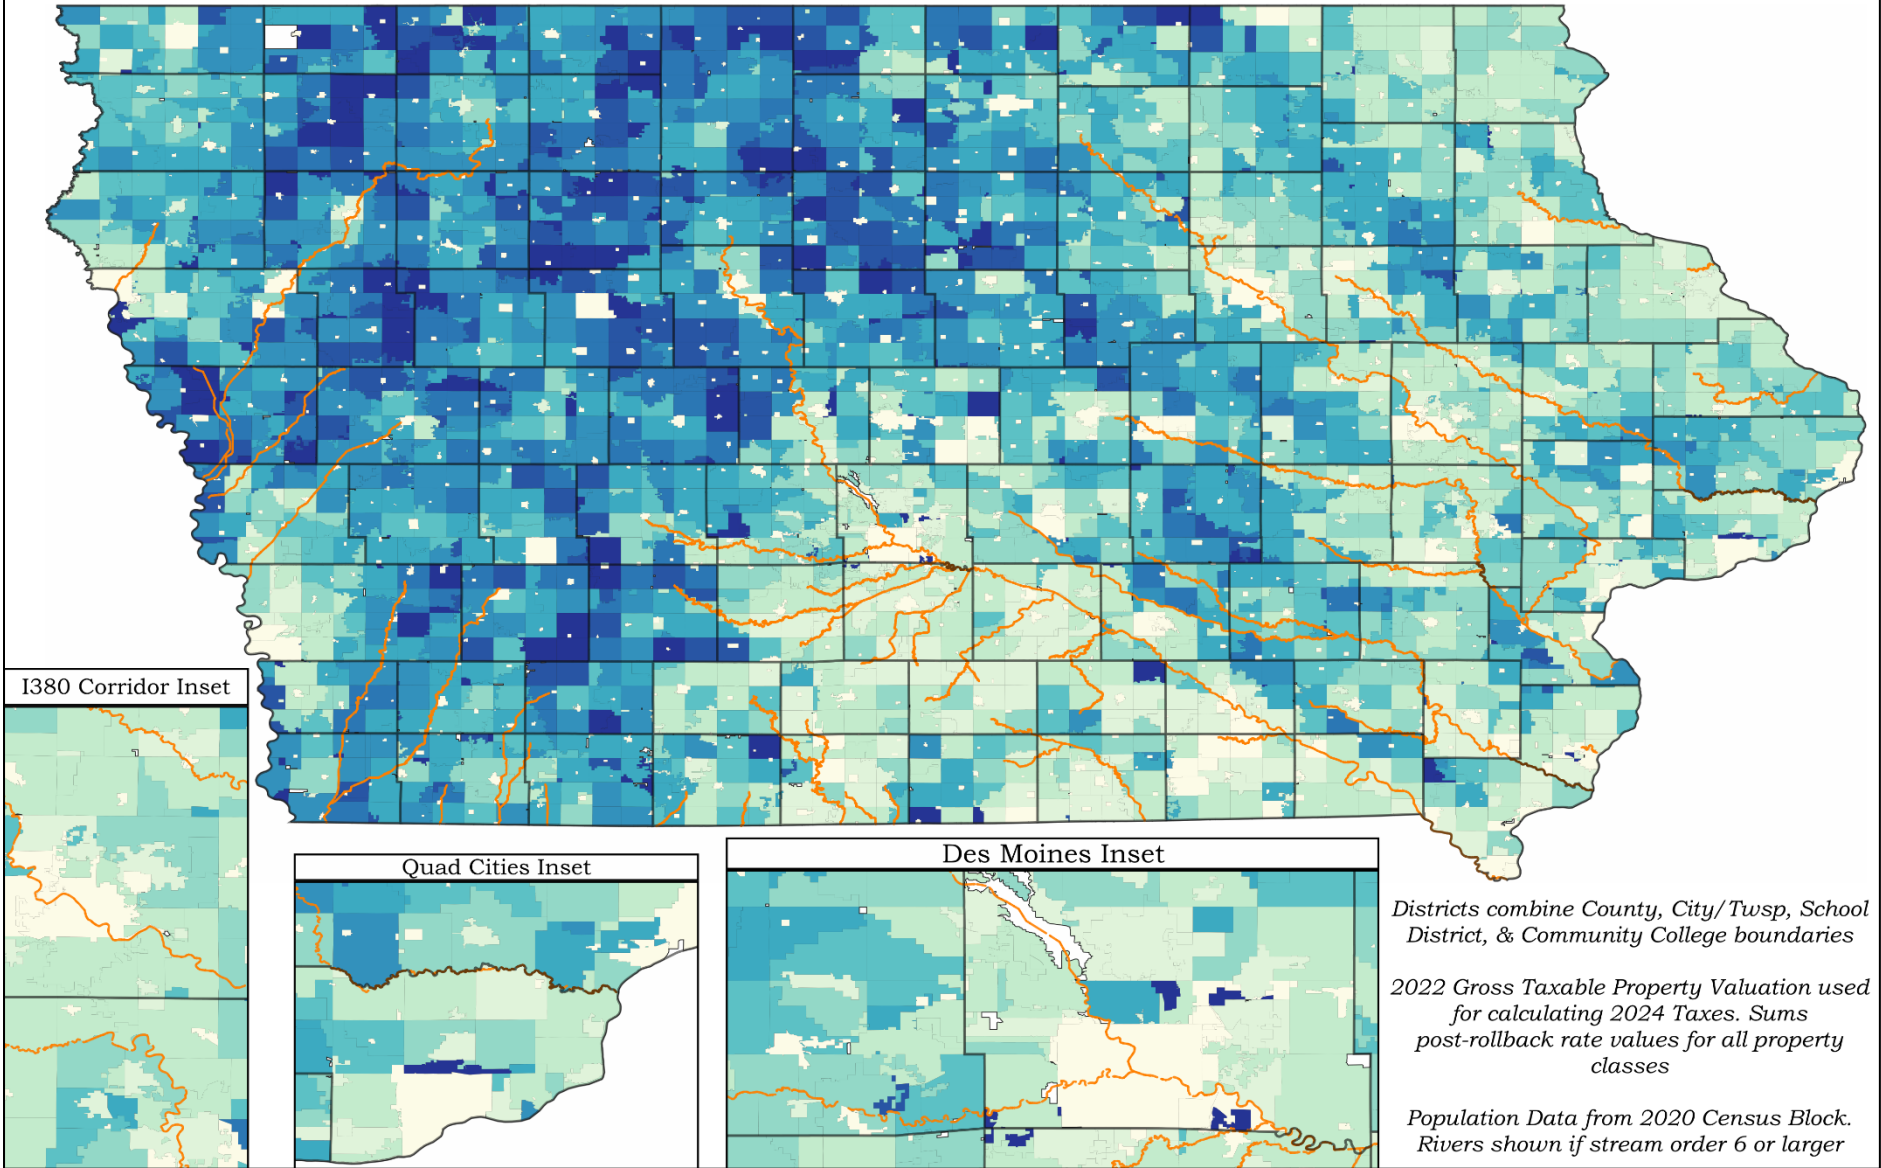 I380 Corridor Inset
Quad Cities Inset
Des Moines Inset
Districts combine County, City/Twsp, School
District, & Community College boundaries
2022 Gross Taxable Property Valuation used
for calculating 2024 Taxes. Sums
post-rollback rate values for all property
classes
Population Data from 2020 Census Block.
Rivers shown if stream order 6 or larger